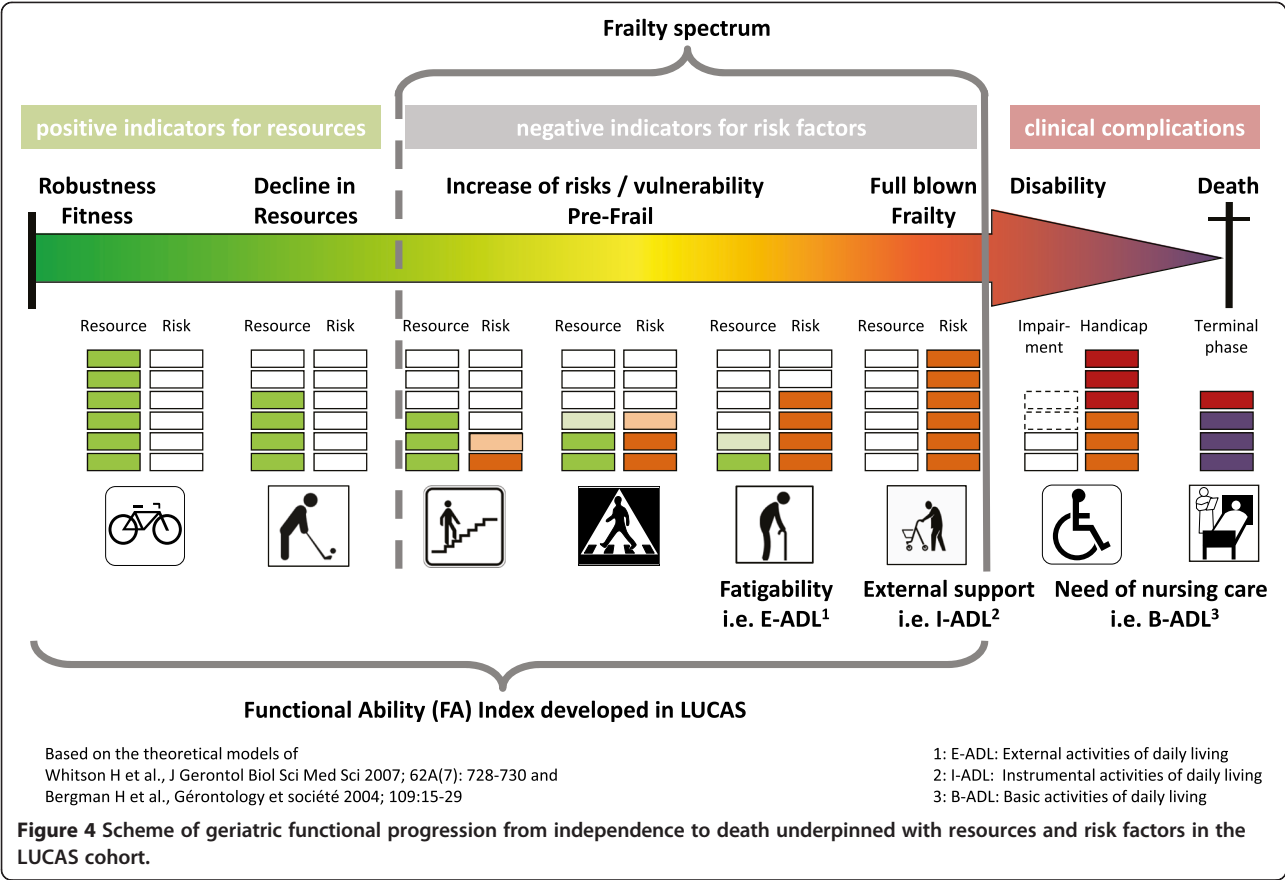 Frailty spectrum
positive indicators for resources
negative indicators for risk factors
clinical complications
Robustness
Fitness
Decline in
Resources
Increase of risks / vulnerability
Pre-Frail
Full blown
Frailty
Disability
Death
Resource Risk
Resource Risk
Resource Risk
Resource Risk
Resource Risk
Resource Risk
Impair-
ment
Handicap
Terminal
phase
Fatigability
i.e. E-ADL1
External support
i.e. I-ADL2
Need of nursing care
i.e. B-ADL3
Functional Ability (FA) Index developed in LUCAS
Based on the theoretical models of
Whitson H et al., J Gerontol Biol Sci Med Sci 2007; 62A(7): 728-730 and
Bergman H et al., Gérontology et société 2004; 109:15-29
1: E-ADL: External activities of daily living
2: I-ADL: Instrumental activities of daily living
3: B-ADL: Basic activities of daily living
Figure 4 Scheme of geriatric functional progression from independence to death underpinned with resources and risk factors in the
LUCAS cohort.